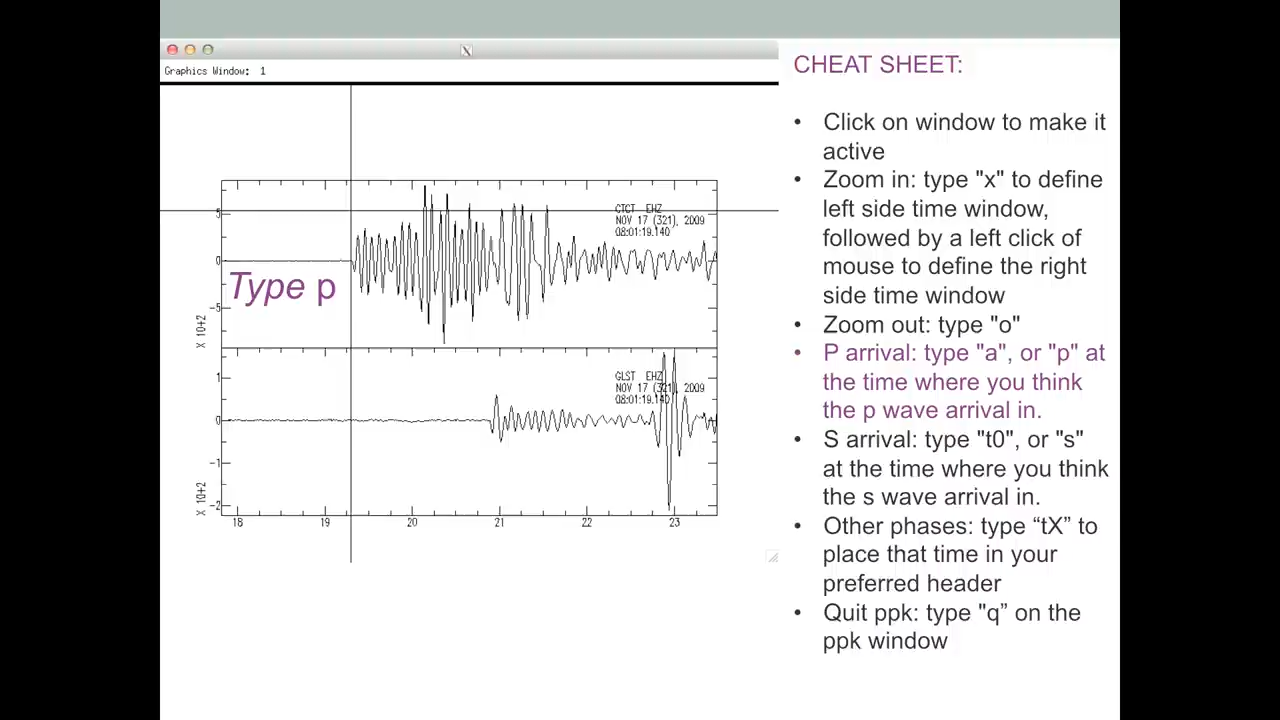 Graphics Window: 1
CHEAT SHEET:
• Click on window to make it
active
• Zoom in: type "x" to define
left side time window,
followed by a left click of
mouse to define the right
side time window
• Zoom out: type "o"
• P arrival: type "a", or "p" at
the time where you think
the p wave arrival in.
• S arrival: type "t0", or "s"
at the time where you think
the s wave arrival in.
• Other phases: type “tX” to
place that time in your
preferred header
• Quit ppk: type "q” on the
ppk window
CTCT EHZ
NOV 17 (321), 2009
08:01:19.140
5
0
-5
X 10+2
Type p
GLST EHZ
NOV 17 (321), 2009
08:01:19.140
1
0
-1
-2
X 10+2
18 19 20 21 22 23